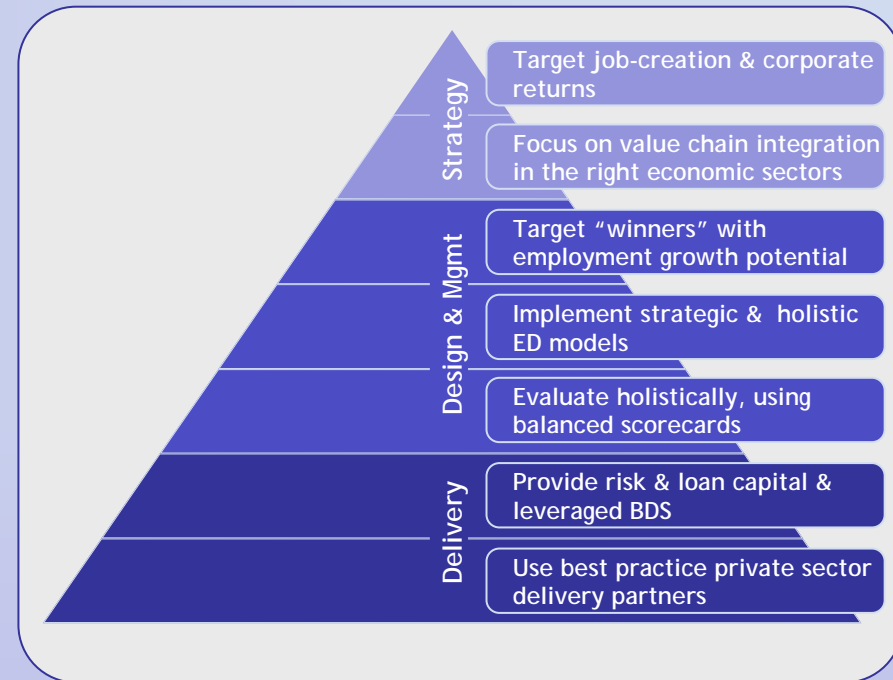 Strategy
Target job-creation & corporate
returns
Focus on value chain integration
in the right economic sectors
Design & Mgmt
Target “winners” with
employment growth potential
Implement strategic & holistic
ED models
Evaluate holistically, using
balanced scorecards
Delivery
Provide risk & loan capital &
leveraged BDS
Use best practice private sector
delivery partners